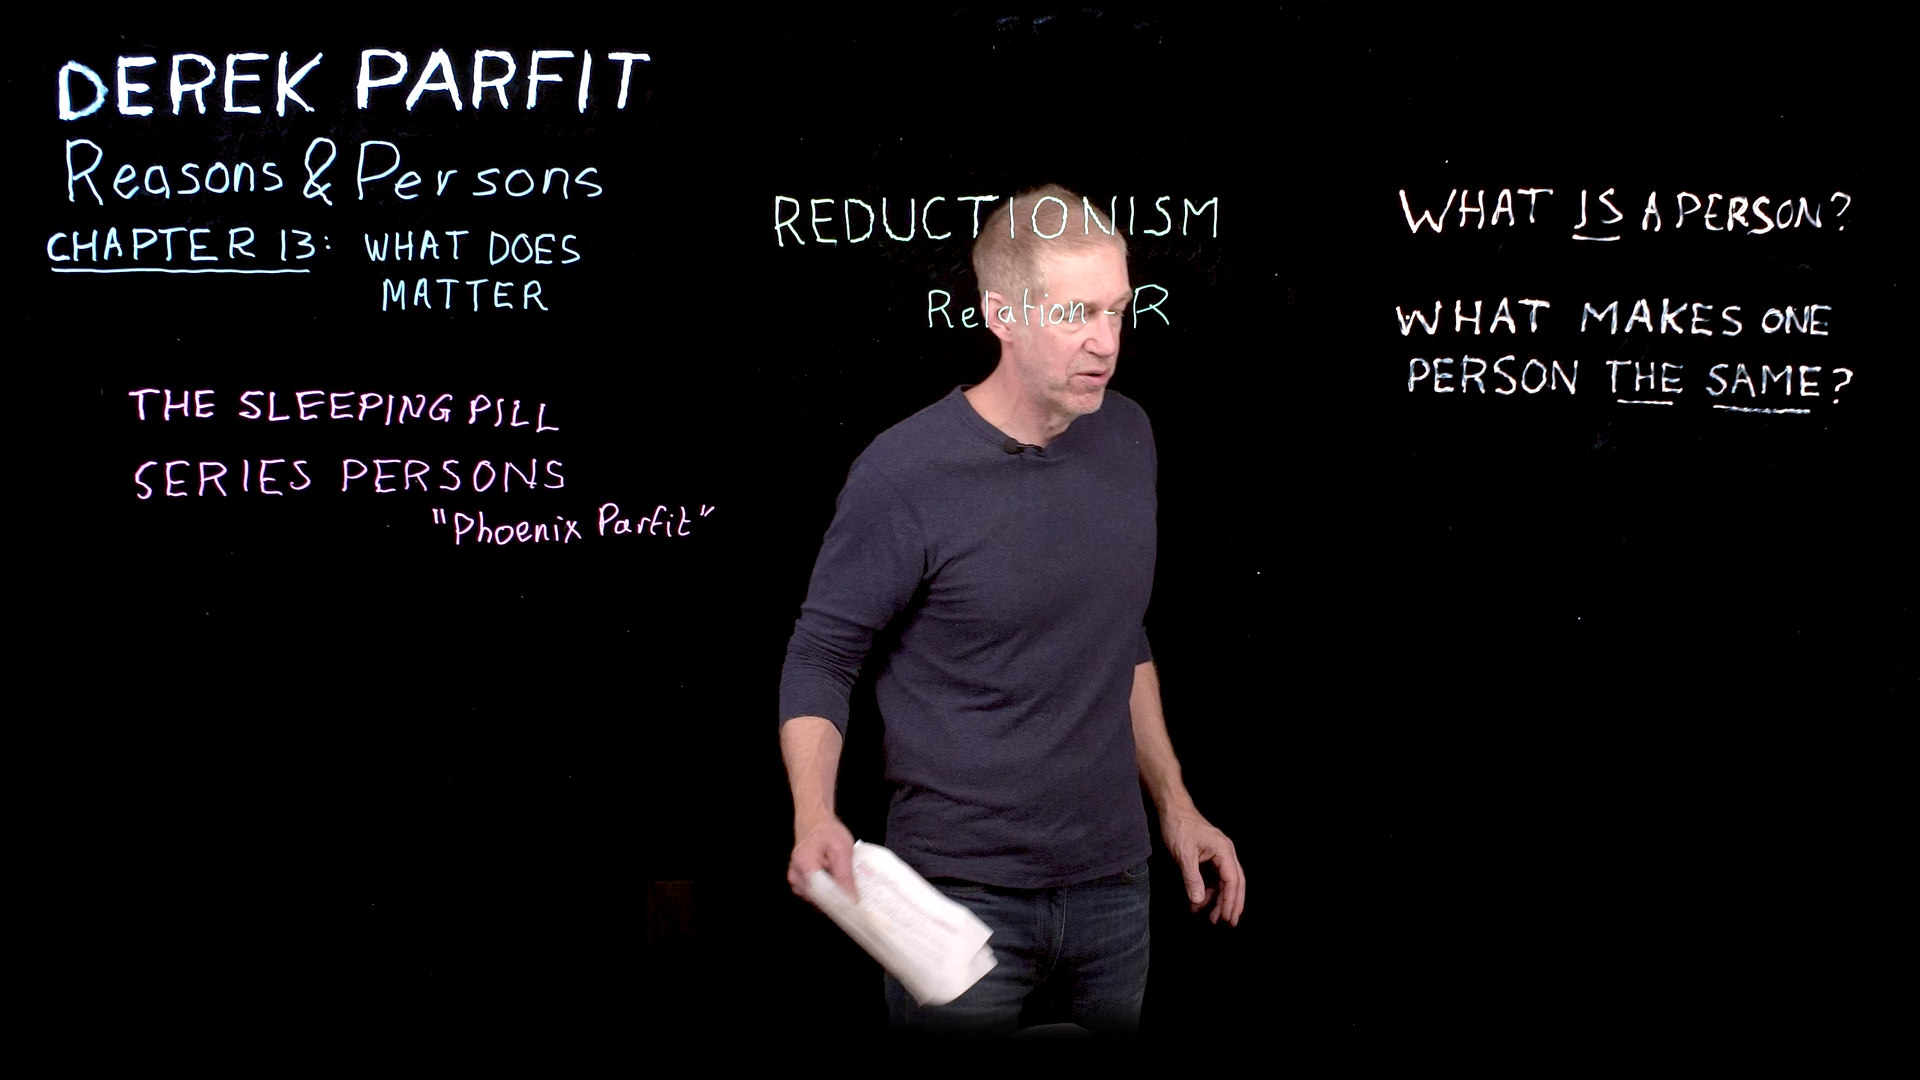 DEREK PARFIT
Reasons & Persons
CHAPTER 13: WHAT DOES
MATTER
THE SLEEPING PILL
SERIES PERSONS
"Phoenix Parfit"
REDUCTIONISM
Relation-R
WHAT IS A PERSON?
WHAT MAKES ONE
PERSON THE SAME?